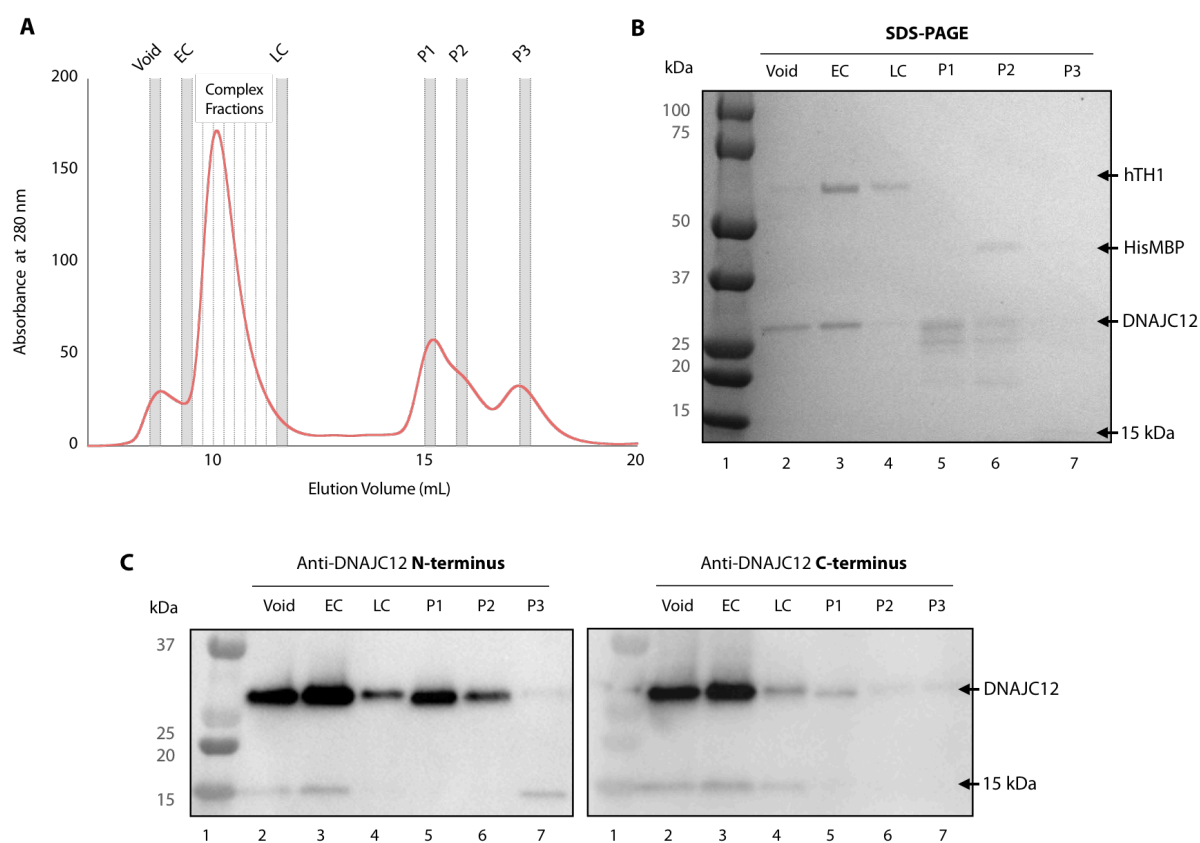 A
Void
EC
LC
P1
P2
P3
200
150
100
50
0
Complex
Fractions
10
15
20
Absorbance at 280 nm
Elution Volume (mL)
B
SDS-PAGE
kDa
Void EC LC P1 P2 P3
100
75
50
37
25
20
15
hTH1
HisMBP
DNAJC12
15 kDa
1 2 3 4 5 6 7
C
Anti-DNAJC12 N-terminus
kDa
Void EC LC P1 P2 P3
37
25
20
15
1 2 3 4 5 6 7
Anti-DNAJC12 C-terminus
Void EC LC P1 P2 P3
DNAJC12
15 kDa
1 2 3 4 5 6 7